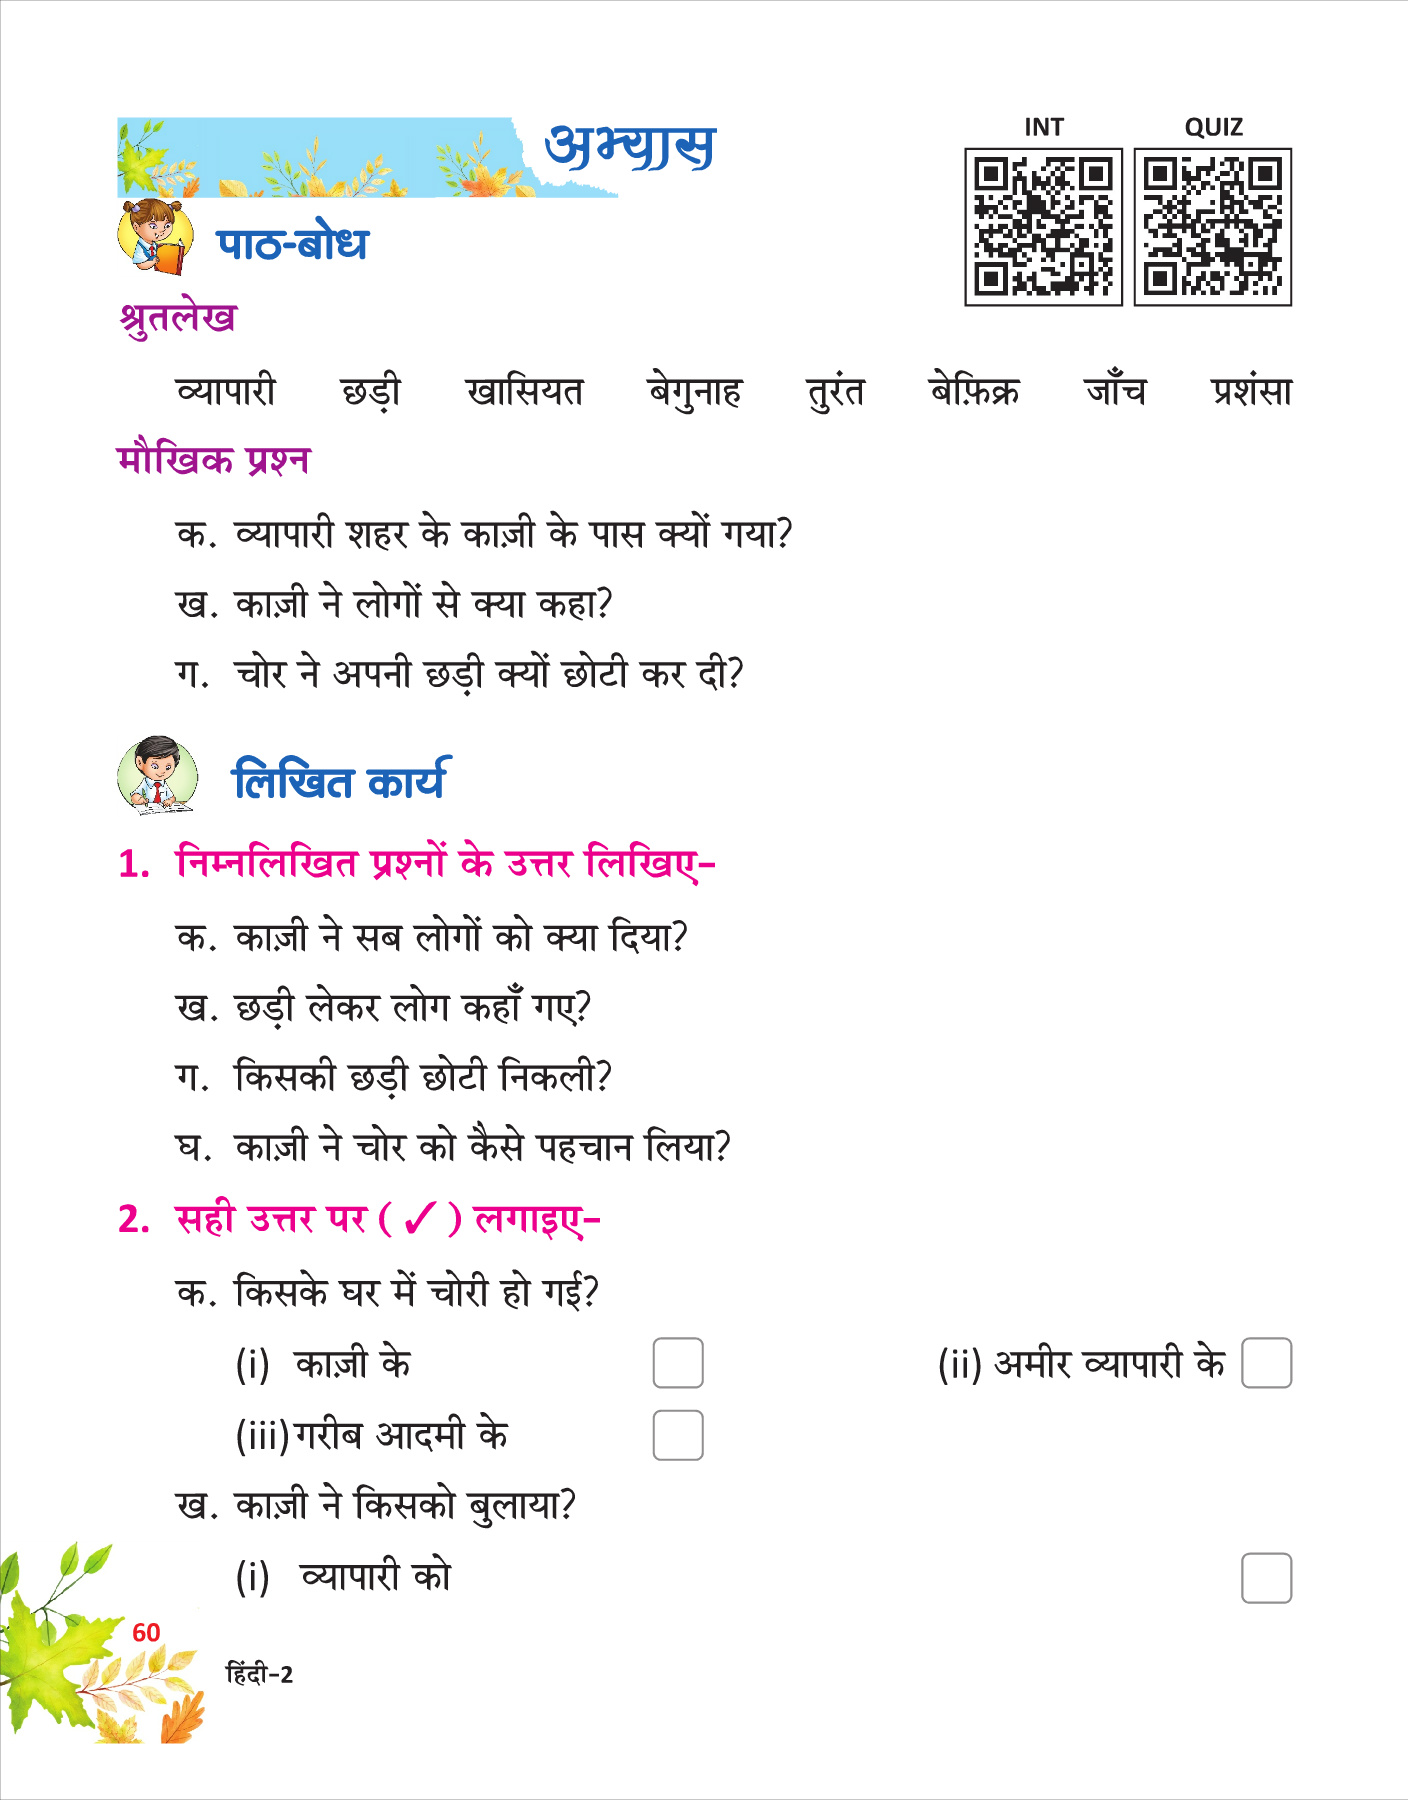 अभ्यास
INT QUIZ
पाठ-बोध
श्रुतलेख
व्यापारी छड़ी खासियत बेगुनाह तुरंत बेफ़िक्र जाँच प्रशंसा
मौखिक प्रश्न
क. व्यापारी शहर के काज़ी के पास क्यों गया?
ख. काज़ी ने लोगों से क्या कहा?
ग. चोर ने अपनी छड़ी क्यों छोटी कर दी?
लिखित कार्य
1. निम्नलिखित प्रश्नों के उत्तर लिखिए-
क. काज़ी ने सब लोगों को क्या दिया?
ख. छड़ी लेकर लोग कहाँ गए?
ग. किसकी छड़ी छोटी निकली?
घ. काज़ी ने चोर को कैसे पहचान लिया?
2. सही उत्तर पर (✓) लगाइए-
क. किसके घर में चोरी हो गई?
(i) काज़ी के (ii) अमीर व्यापारी के
(iii) गरीब आदमी के
ख. काज़ी ने किसको बुलाया?
(i) व्यापारी को
60
हिंदी-2